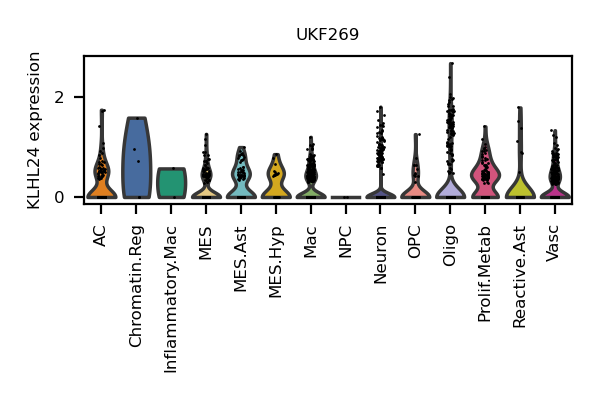 UKF269
KLHL24 expression
2
0
AC
Chromatin.Reg
Inflammatory.Mac
MES
MES.Ast
MES.Hyp
Mac
NPC
Neuron
OPC
Oligo
Prolif.Metab
Reactive.Ast
Vasc